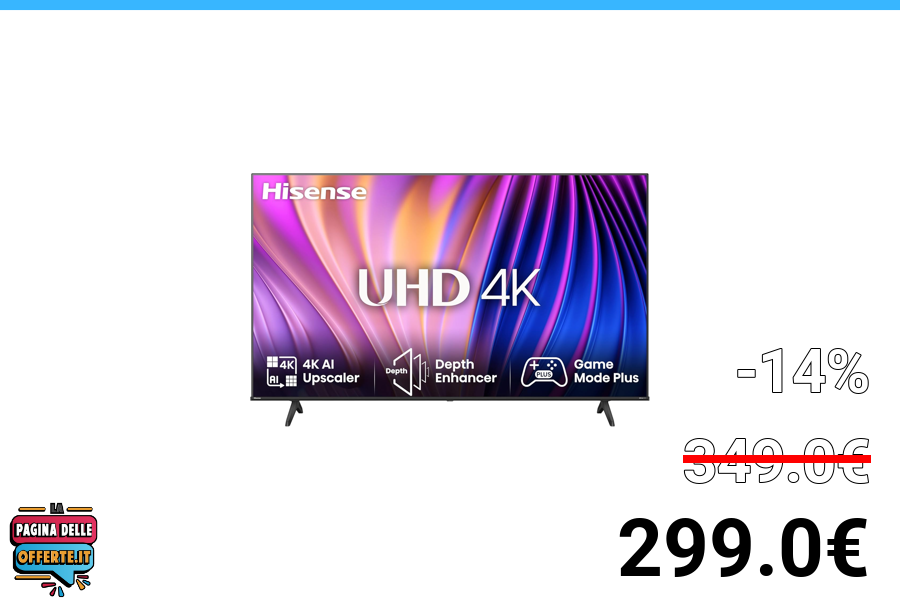 Hisense
UHD 4K
4K
AI
4K AI
Upscaler
Depth
Depth
Enhancer
PLUS
Game
Mode Plus
-14%
349.0€
299.0€
LA
PAGINA DELLE
OFFERTE.IT